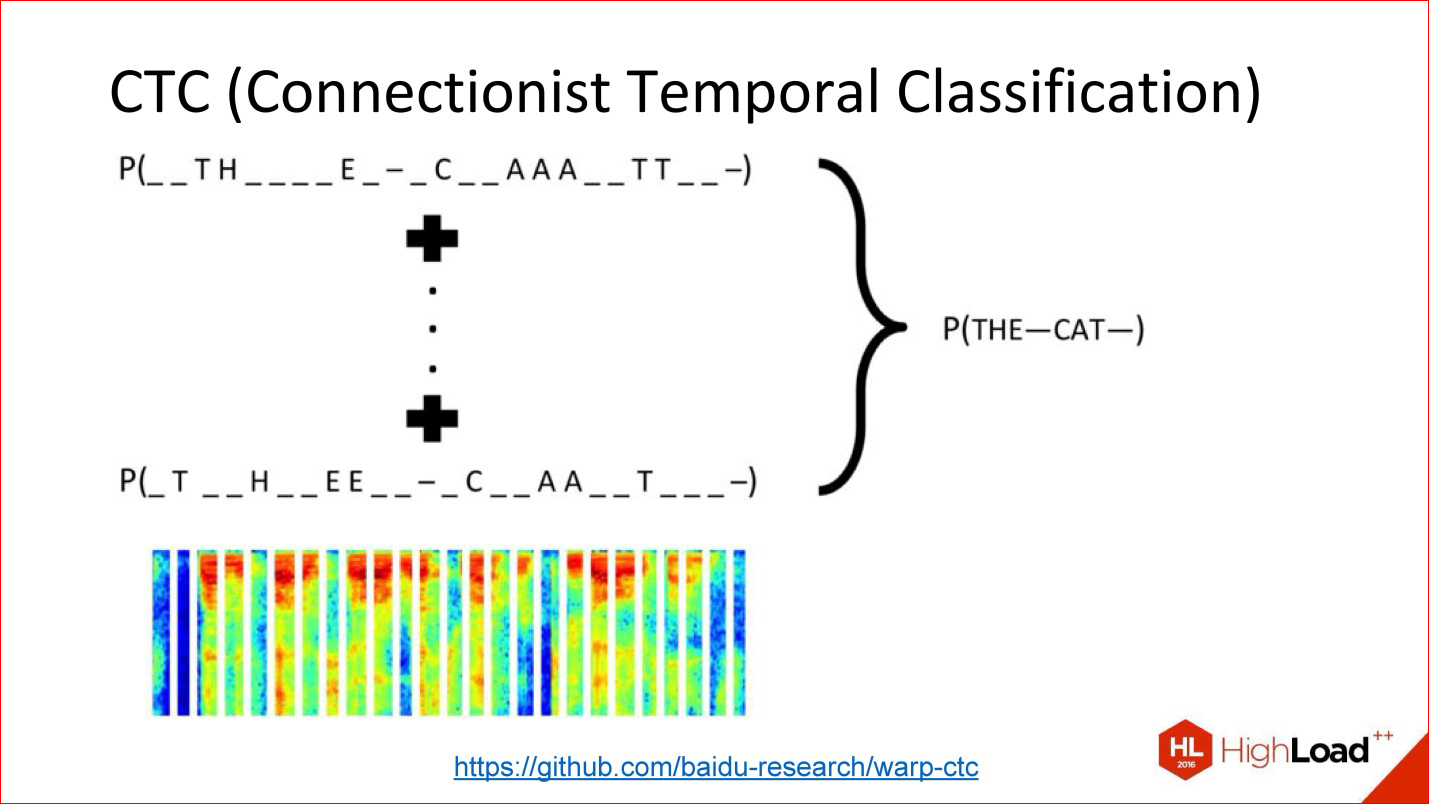 CTC (Connectionist Temporal Classification)
P(_ _ T H _ _ _ _ E _ – _ C _ _ A A A _ _ T T _ _ –)
P(THE—CAT—)
P(_ T _ _ H _ _ E E _ _ – _ C _ _ A A _ _ T _ _ _ –)
https://github.com/baidu-research/warp-ctc
HL 2016 HighLoad ++